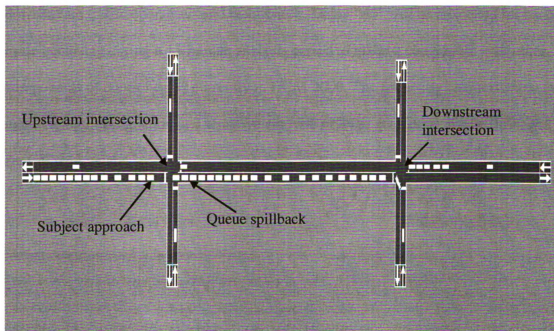 Upstream intersection
Downstream
intersection
Subject approach
Queue spillback